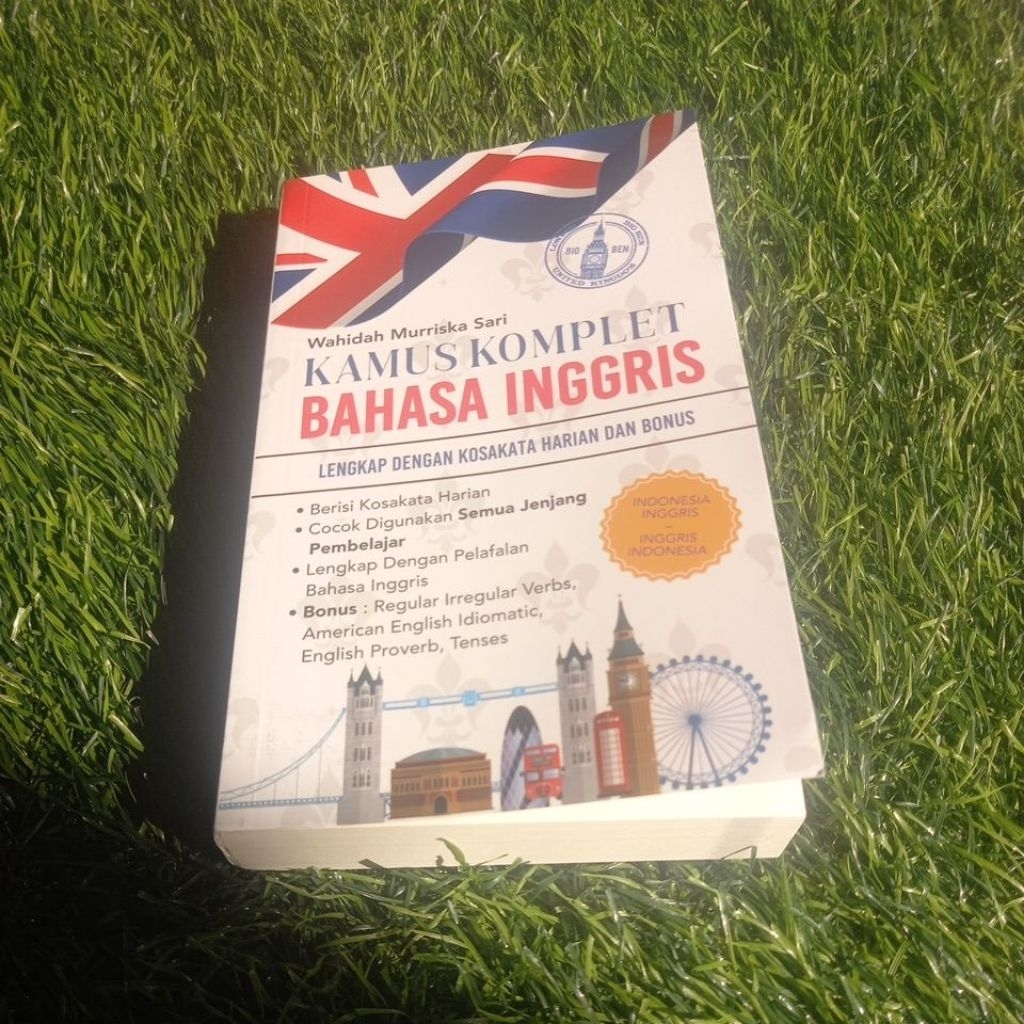 BIG BEN
UNITED KINGDOM
Wahidah Murriska Sari
KAMUS KOMPLET
BAHASA INGGRIS
LENGKAP DENGAN KOSAKATA HARIAN DAN BONUS
• Berisi Kosakata Harian
• Cocok Digunakan Semua Jenjang
Pembelajar
• Lengkap Dengan Pelafalan
Bahasa Inggris
• Bonus : Regular Irregular Verbs,
American English Idiomatic,
English Proverb, Tenses
INDONESIA
INGGRIS
–
INGGRIS
INDONESIA